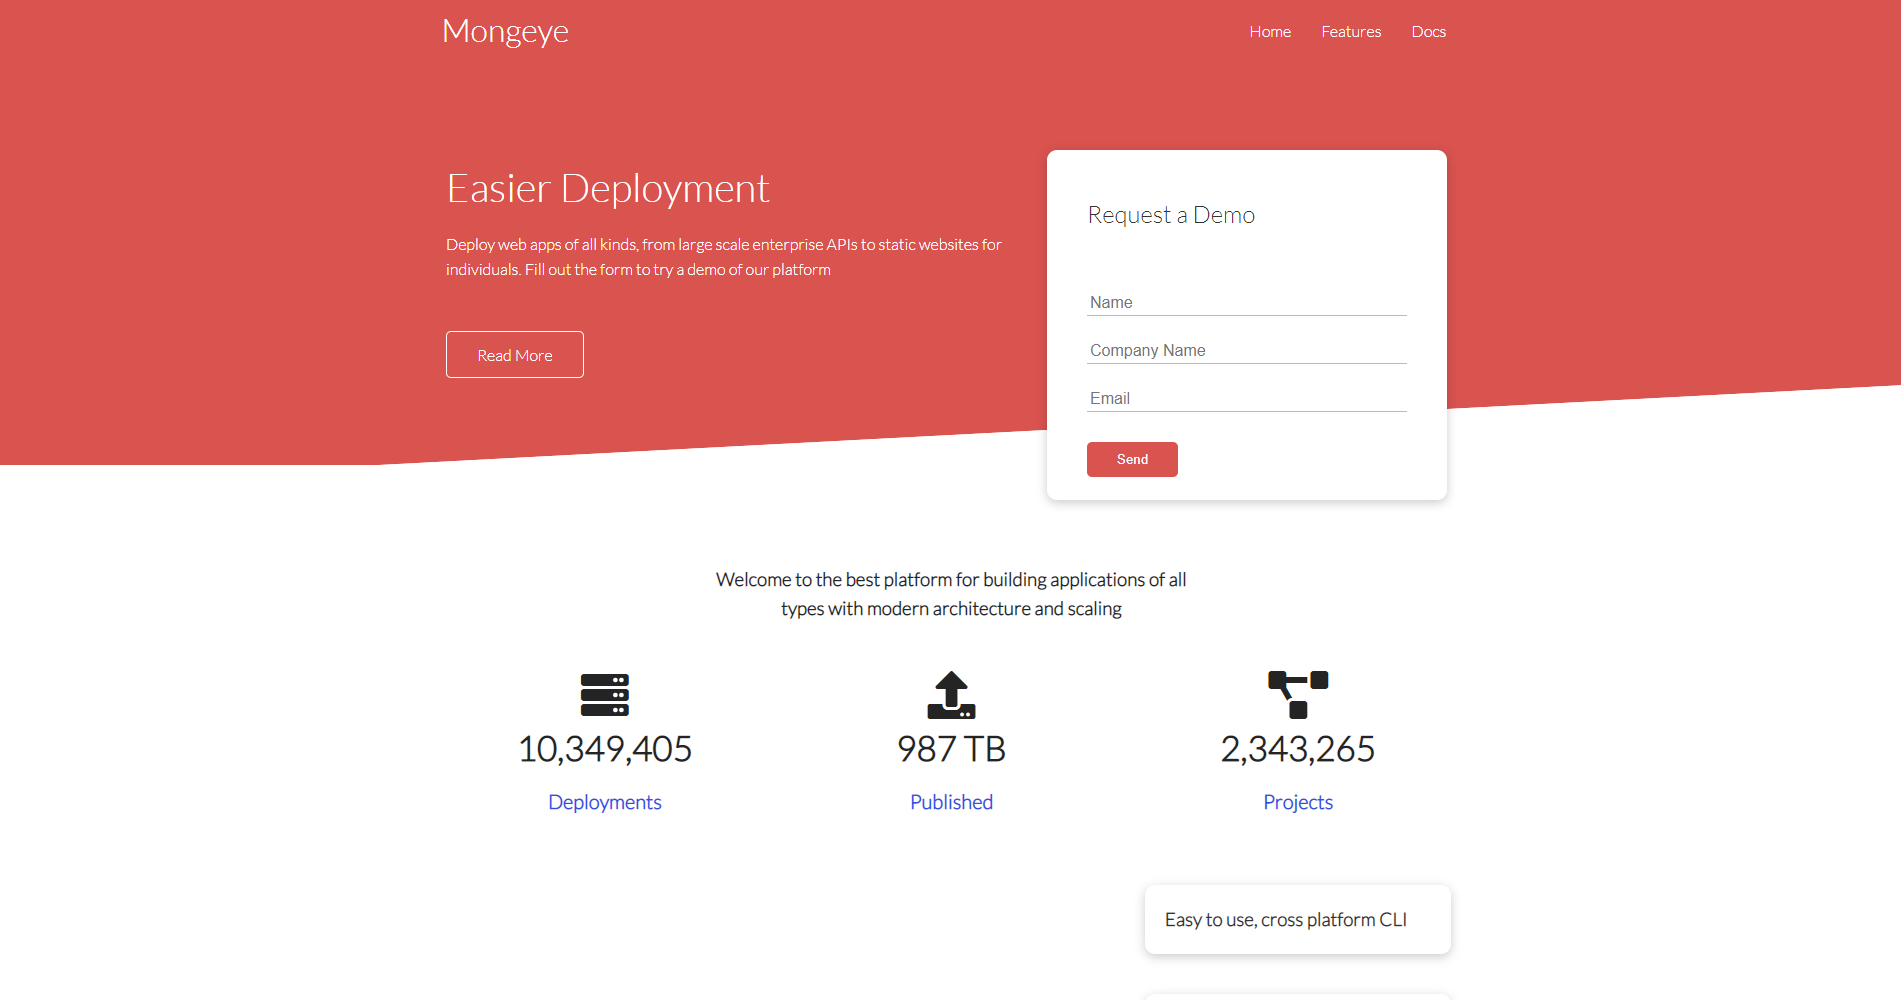 Mongeye
Home Features Docs
Easier Deployment
Deploy web apps of all kinds, from large scale enterprise APIs to static websites for
individuals. Fill out the form to try a demo of our platform
Read More
Request a Demo
Name
Company Name
Email
Send
Welcome to the best platform for building applications of all
types with modern architecture and scaling
10,349,405
Deployments
987 TB
Published
2,343,265
Projects
Easy to use, cross platform CLI